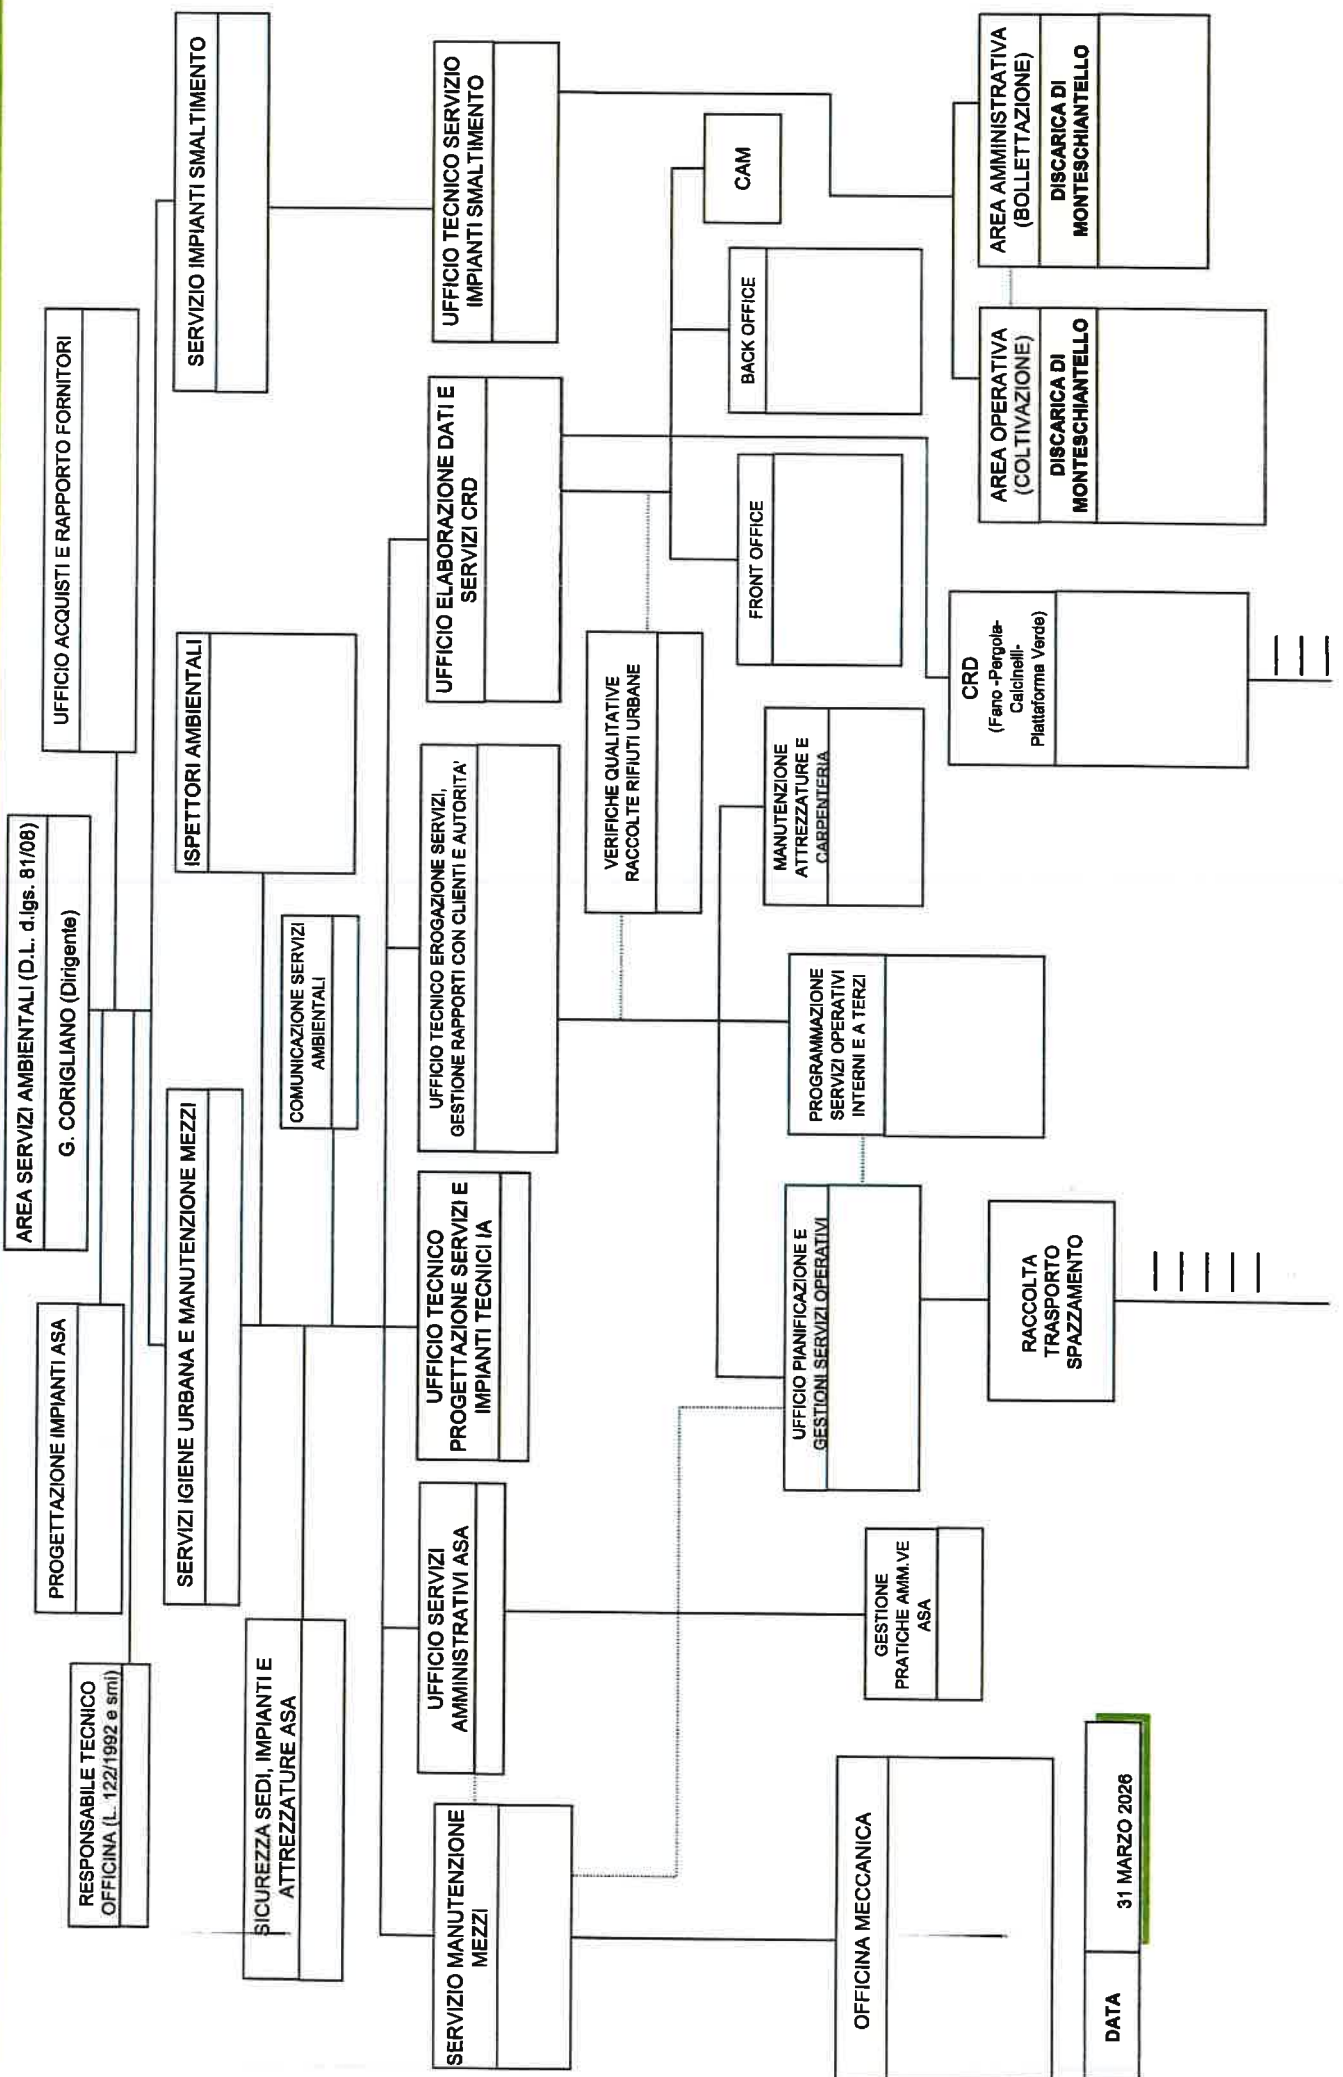 AREA SERVIZI AMBIENTALI (D.L. d.lgs. 81/08)
G. CORIGLIANO (Dirigente)
PROGETTAZIONE IMPIANTI ASA
UFFICIO ACQUISTI E RAPPORTO FORNITORI
RESPONSABILE TECNICO
OFFICINA (L. 122/1992 e smi)
SERVIZI IGIENE URBANA E MANUTENZIONE MEZZI
SERVIZIO IMPIANTI SMALTIMENTO
ISPETTORI AMBIENTALI
SICUREZZA SEDI, IMPIANTI E
ATTREZZATURE ASA
COMUNICAZIONE SERVIZI
AMBIENTALI
SERVIZIO MANUTENZIONE
MEZZI
UFFICIO SERVIZI
AMMINISTRATIVI ASA
UFFICIO TECNICO
PROGETTAZIONE SERVIZI E
IMPIANTI TECNICI IA
UFFICIO TECNICO EROGAZIONE SERVIZI,
GESTIONE RAPPORTI CON CLIENTI E AUTORITA'
UFFICIO ELABORAZIONE DATI E
SERVIZI CRD
UFFICIO TECNICO SERVIZIO
IMPIANTI SMALTIMENTO
VERIFICHE QUALITATIVE
RACCOLTE RIFIUTI URBANE
CAM
BACK OFFICE
FRONT OFFICE
MANUTENZIONE
ATTREZZATURE E
CARPENTERIA
PROGRAMMAZIONE
SERVIZI OPERATIVI
INTERNI E A TERZI
UFFICIO PIANIFICAZIONE E
GESTIONI SERVIZI OPERATIVI
GESTIONE
PRATICHE AMM.VE
ASA
OFFICINA MECCANICA
RACCOLTA
TRASPORTO
SPAZZAMENTO
CRD
(Fano -Pergola-
Calcinelli-
Piattaforma Verde)
AREA OPERATIVA
(COLTIVAZIONE)
DISCARICA DI
MONTESCHIANTELLO
AREA AMMINISTRATIVA
(BOLLETTAZIONE)
DISCARICA DI
MONTESCHIANTELLO
DATA
31 MARZO 2026